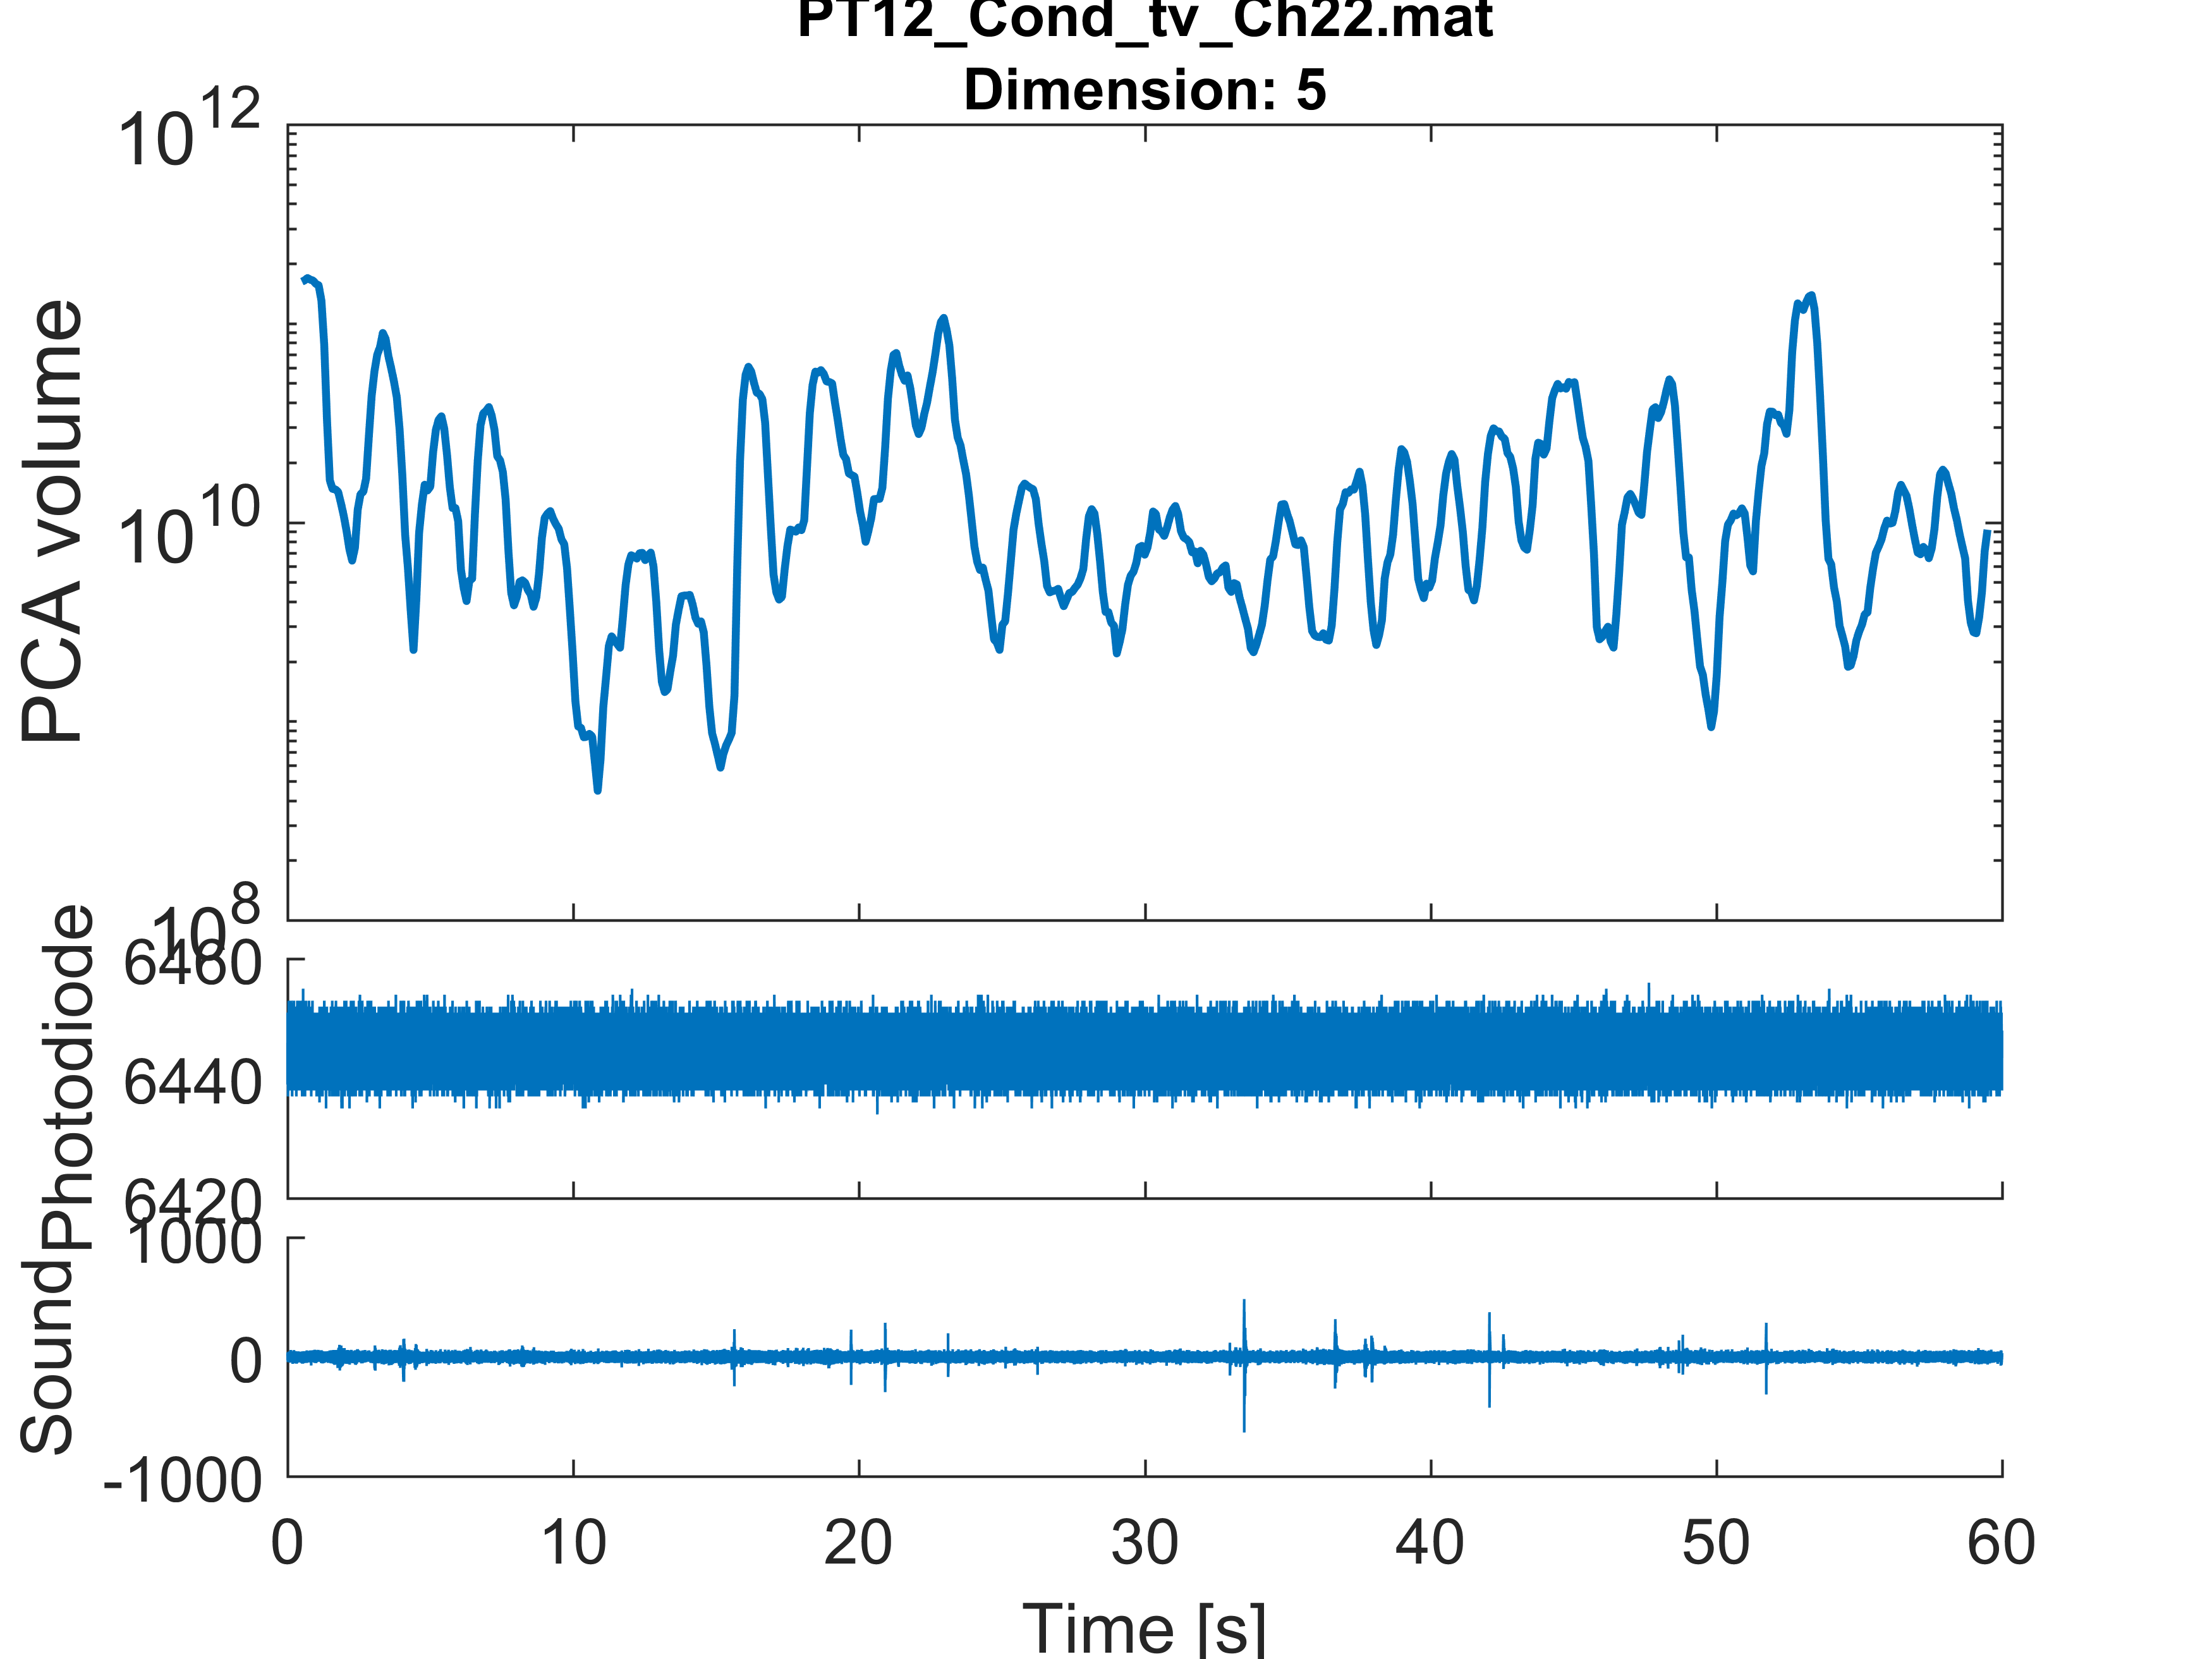 PT12_Cond_tv_Ch22.mat
Dimension: 5
10^12
10^10
10^8
PCA volume
6460
6440
6420
Photodiode
1000
0
-1000
Sound
0 10 20 30 40 50 60
Time [s]